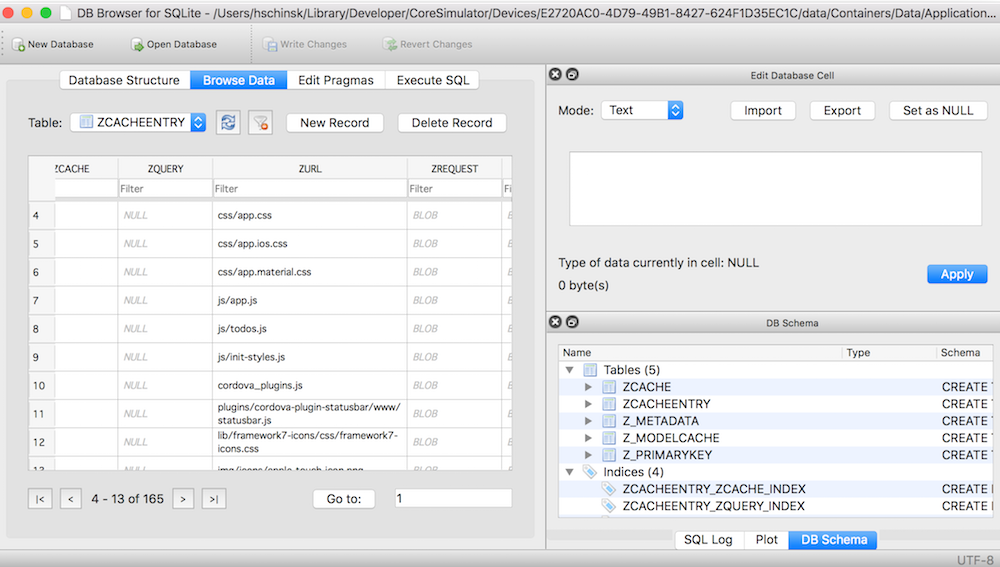 DB Browser for SQLite - /Users/hschinsk/Library/Developer/CoreSimulator/Devices/E2720AC0-4D79-49B1-8427-624F1D35EC1C/data/Containers/Data/Application...
New Database Open Database Write Changes Revert Changes
Database Structure Browse Data Edit Pragmas Execute SQL
Table: ZCACHEENTRY New Record Delete Record
ZCACHE ZQUERY ZURL ZREQUEST
Filter Filter Filter
4 NULL css/app.css BLOB
5 NULL css/app.ios.css BLOB
6 NULL css/app.material.css BLOB
7 NULL js/app.js BLOB
8 NULL js/todos.js BLOB
9 NULL js/init-styles.js BLOB
10 NULL cordova_plugins.js BLOB
11 NULL plugins/cordova-plugin-statusbar/www/
statusbar.js BLOB
12 NULL lib/framework7-icons/css/framework7-
icons.css BLOB
13 NULL img/icons/apple-touch-icon.png BLOB
|< < 4 - 13 of 165 > >| Go to: 1
Edit Database Cell
Mode: Text Import Export Set as NULL
Type of data currently in cell: NULL
0 byte(s)
Apply
DB Schema
Name Type Schema
Tables (5)
ZCACHE CREATE
ZCACHEENTRY CREATE
Z_METADATA CREATE
Z_MODELCACHE CREATE
Z_PRIMARYKEY CREATE
Indices (4)
ZCACHEENTRY_ZCACHE_INDEX CREATE
ZCACHEENTRY_ZQUERY_INDEX CREATE
SQL Log Plot DB Schema
UTF-8